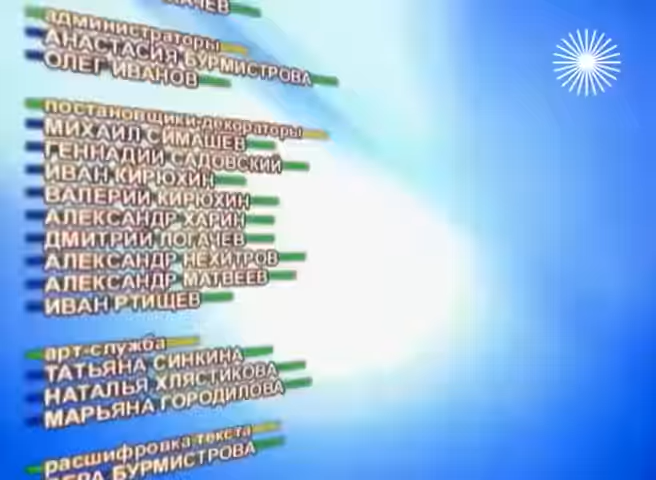 администраторы
АНАСТАСИЯ БУРМИСТРОВА
ОЛЕГ ИВАНОВ
постановщики-декораторы
МИХАИЛ СИМАШЕВ
ГЕННАДИЙ САДОВСКИЙ
ИВАН КИРЮХИН
ВАЛЕРИЙ КИРЮХИН
АЛЕКСАНДР ХАРИН
ДМИТРИЙ ЛОГАЧЕВ
АЛЕКСАНДР НЕХИТРОВ
АЛЕКСАНДР МАТВЕЕВ
ИВАН РТИЩЕВ
арт-служба
ТАТЬЯНА СИНКИНА
НАТАЛЬЯ ХЛЯСТИКОВА
МАРЬЯНА ГОРОДИЛОВА
расшифровка текста
ВЕРА БУРМИСТРОВА